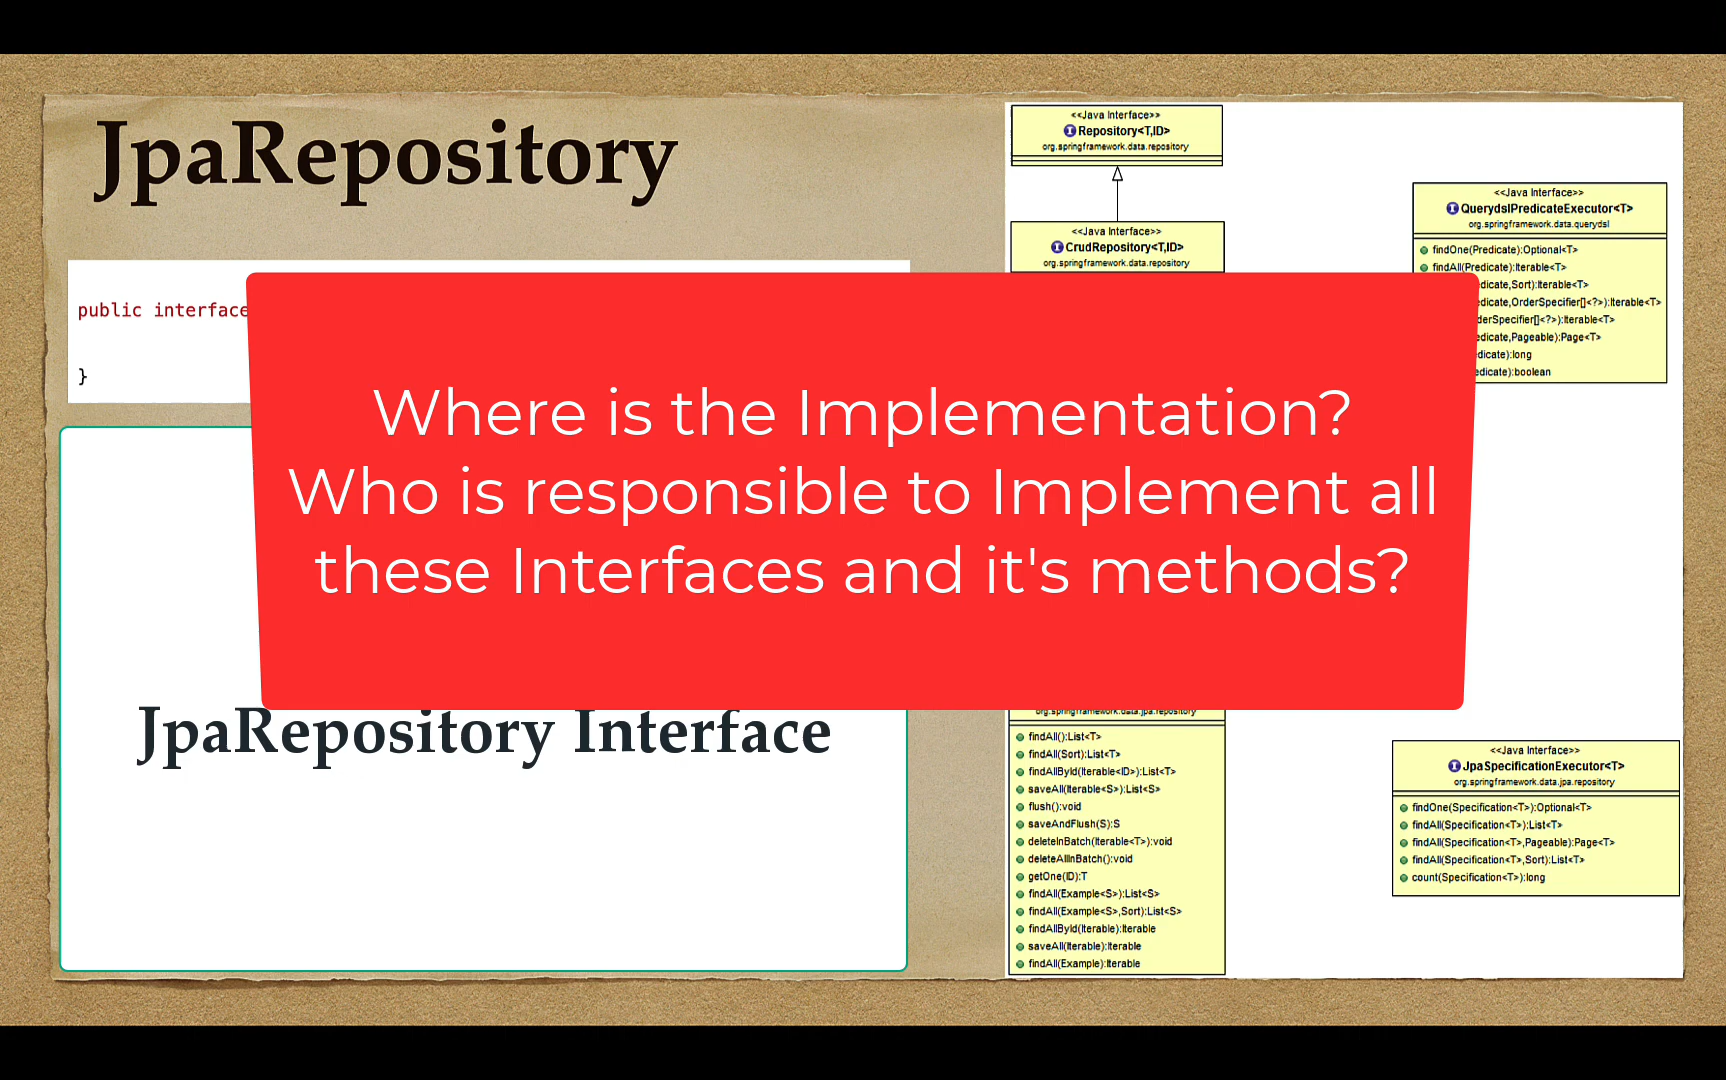 JpaRepository
public interface
}
Where is the Implementation?
Who is responsible to Implement all
these Interfaces and it's methods?
JpaRepository Interface
<<Java Interface>>
Repository<T,ID>
org.springframework.data.repository
<<Java Interface>>
CrudRepository<T,ID>
org.springframework.data.repository
<<Java Interface>>
QuerydslPredicateExecutor<T>
org.springframework.data.querydsl
findOne(Predicate):Optional<T>
findAll(Predicate):Iterable<T>
edicate,Sort):Iterable<T>
edicate,OrderSpecifier[]<?>):Iterable<T>
derSpecifier[]<?>):Iterable<T>
edicate,Pageable):Page<T>
edicate):long
edicate):boolean
org.springframework.data.jpa.repository
findAll():List<T>
findAll(Sort):List<T>
findAllById(Iterable<ID>):List<T>
saveAll(Iterable<S>):List<S>
flush():void
saveAndFlush(S):S
deleteInBatch(Iterable<T>):void
deleteAllInBatch():void
getOne(ID):T
findAll(Example<S>):List<S>
findAll(Example<S>,Sort):List<S>
findAllById(Iterable):Iterable
saveAll(Iterable):Iterable
findAll(Example):Iterable
<<Java Interface>>
JpaSpecificationExecutor<T>
org.springframework.data.jpa.repository
findOne(Specification<T>):Optional<T>
findAll(Specification<T>):List<T>
findAll(Specification<T>,Pageable):Page<T>
findAll(Specification<T>,Sort):List<T>
count(Specification<T>):long